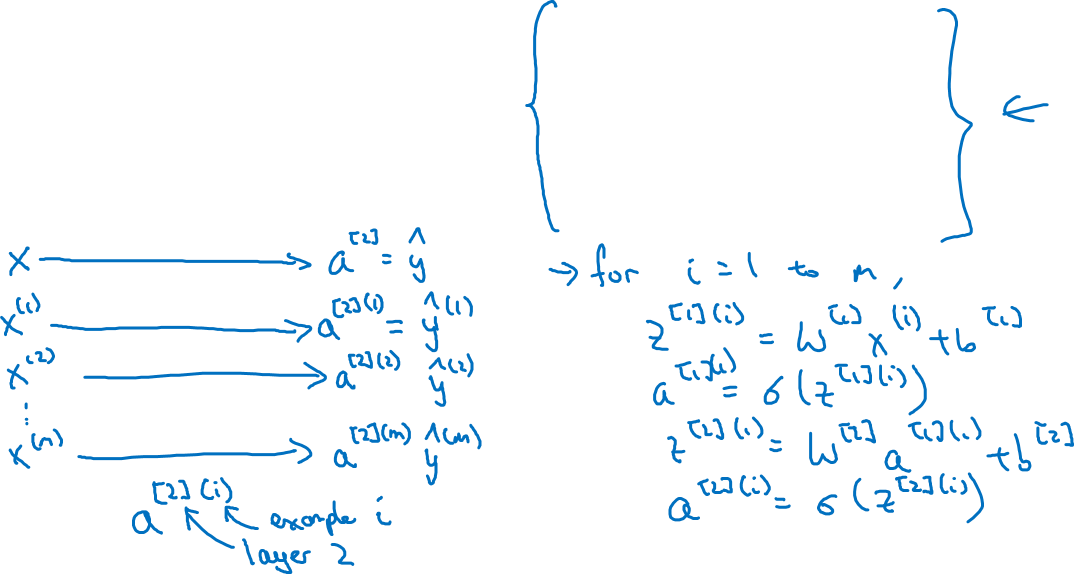 x → a^[2] = ŷ
x^(1) → a^[2](1) = ŷ^(1)
x^(2) → a^[2](2) ŷ^(2)
⋮
x^(m) → a^[2](m) ŷ^(m)
a^[2](i)
example i
layer 2
{ } ←
→ for i = 1 to m,
z^[1](i) = W^[1] x^(i) + b^[1]
a^[1](i) = σ(z^[1](i))
z^[2](i) = W^[2] a^[1](i) + b^[2]
a^[2](i) = σ(z^[2](i))